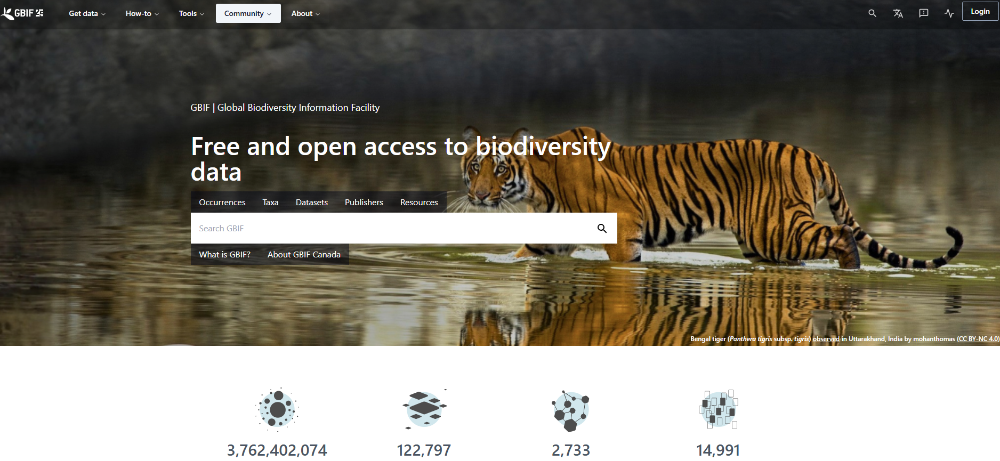 GBIF
Get data
How-to
Tools
Community
About
Login
GBIF | Global Biodiversity Information Facility
Free and open access to biodiversity
data
Occurrences
Taxa
Datasets
Publishers
Resources
Search GBIF
What is GBIF?
About GBIF Canada
Bengal tiger (Panthera tigris subsp. tigris) observed in Uttarakhand, India by mohanthomas (CC BY-NC 4.0)
3,762,402,074
122,797
2,733
14,991